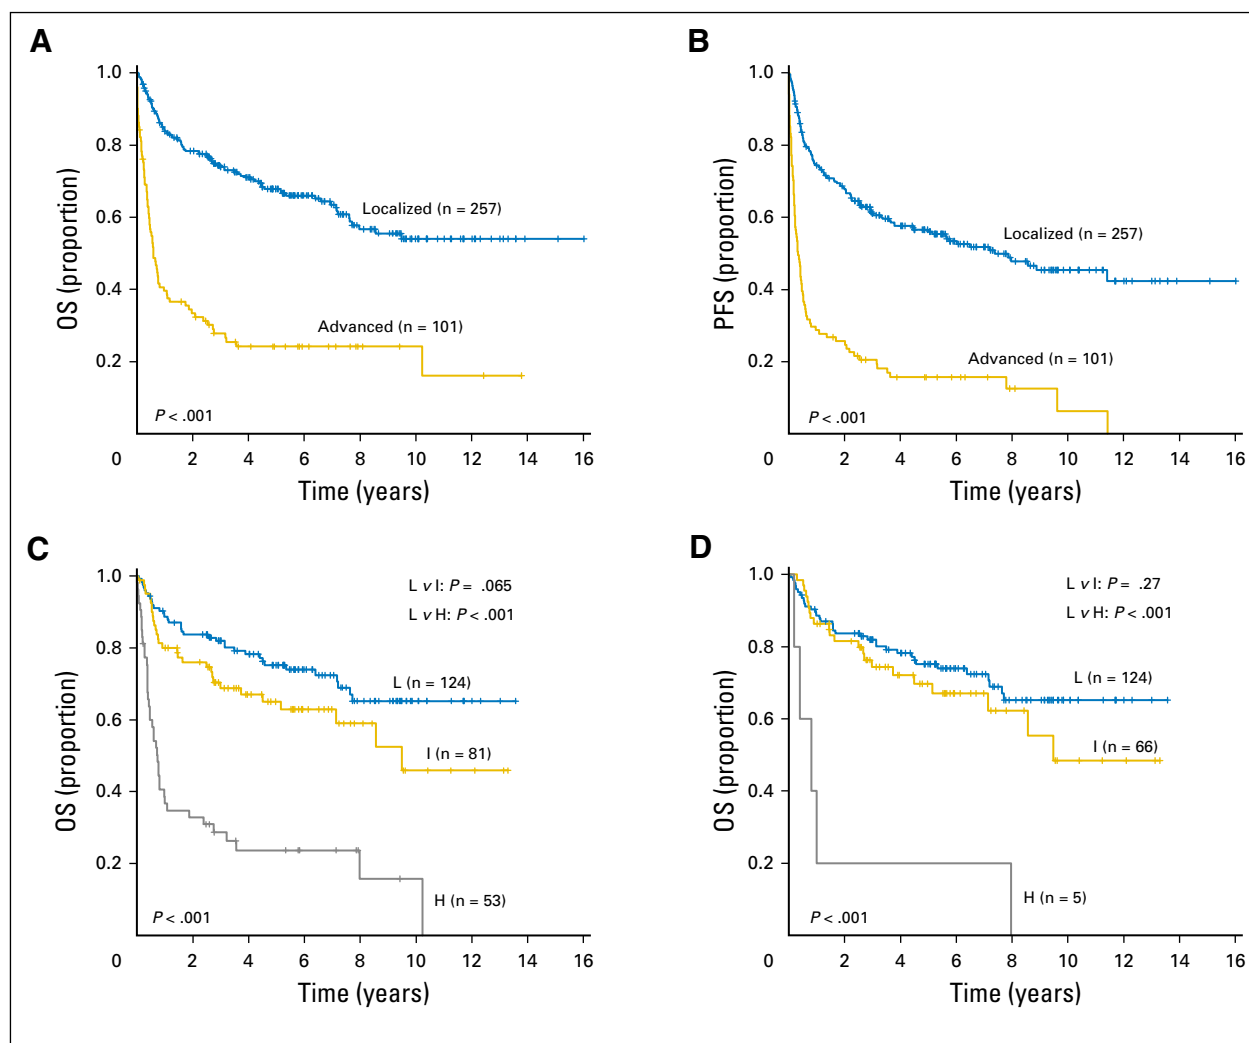 A
1.0
0.8
0.6
0.4
0.2
OS (proportion)
Localized (n = 257)
Advanced (n = 101)
P < .001
0 2 4 6 8 10 12 14 16
Time (years)
B
1.0
0.8
0.6
0.4
0.2
PFS (proportion)
Localized (n = 257)
Advanced (n = 101)
P < .001
0 2 4 6 8 10 12 14 16
Time (years)
C
1.0
0.8
0.6
0.4
0.2
OS (proportion)
L v I: P = .065
L v H: P < .001
L (n = 124)
I (n = 81)
H (n = 53)
P < .001
0 2 4 6 8 10 12 14 16
Time (years)
D
1.0
0.8
0.6
0.4
0.2
OS (proportion)
L v I: P = .27
L v H: P < .001
L (n = 124)
I (n = 66)
H (n = 5)
P < .001
0 2 4 6 8 10 12 14 16
Time (years)